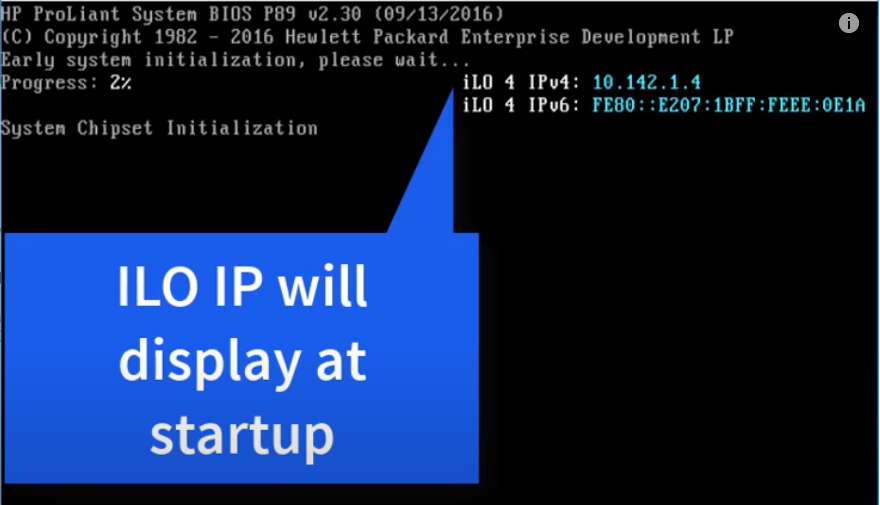 HP ProLiant System BIOS P89 v2.30 (09/13/2016)
(C) Copyright 1982 - 2016 Hewlett Packard Enterprise Development LP
Early system initialization, please wait...
Progress: 2%
iLO 4 IPv4: 10.142.1.4
iLO 4 IPv6: FE80::E207:1BFF:FEEE:0E1A
System Chipset Initialization
ILO IP will
display at
startup